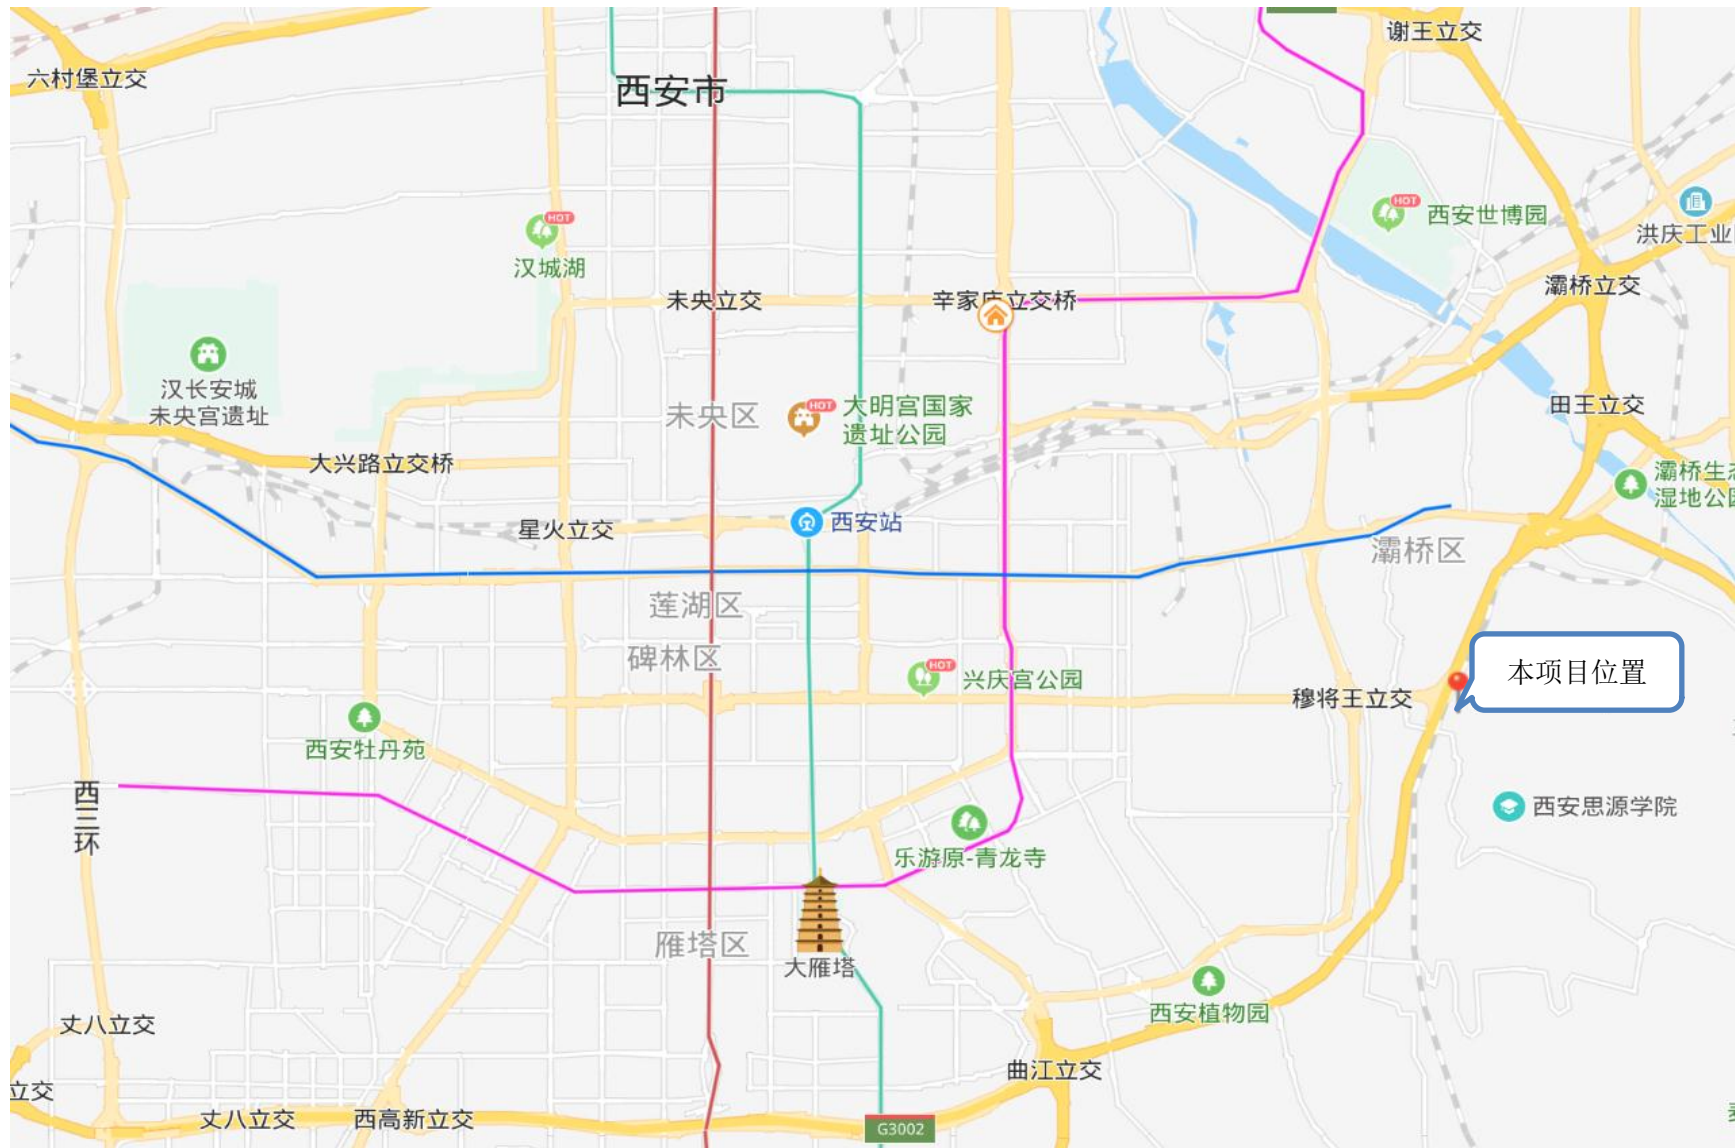 谢王立交
六村堡立交
西安市
HOT
西安世博园
HOT
汉城湖
洪庆工业
灞桥立交
未央立交
辛家庙立交桥
汉长安城
未央宫遗址
HOT
大明宫国家
遗址公园
未央区
田王立交
大兴路立交桥
灞桥生态
湿地公园
西安站
星火立交
灞桥区
莲湖区
碑林区
HOT
兴庆宫公园
本项目位置
穆将王立交
西安牡丹苑
西三环
西安思源学院
乐游原-青龙寺
雁塔区
大雁塔
西安植物园
丈八立交
曲江立交
立交
丈八立交
西高新立交
G3002